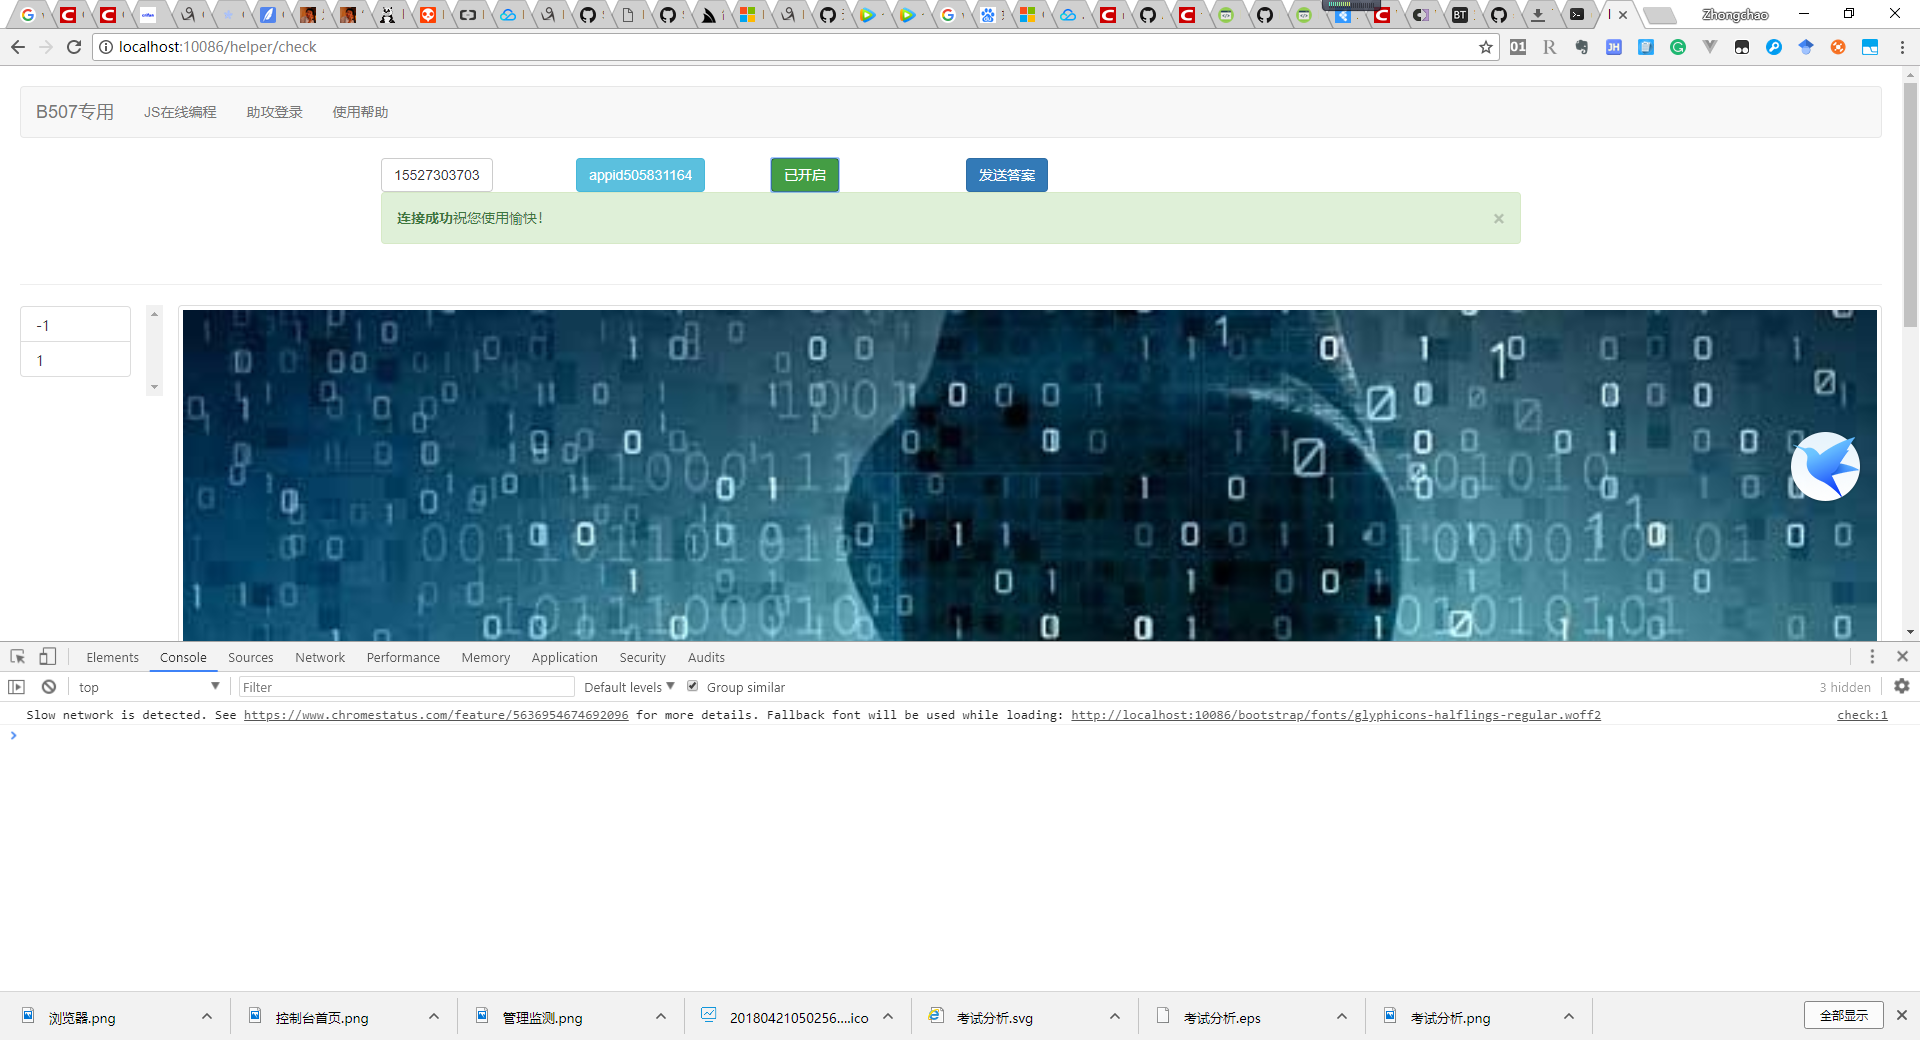 Zhongchao
localhost:10086/helper/check
B507专用 JS在线编程 助攻登录 使用帮助
15527303703 appid505831164 已开启 发送答案
连接成功祝您使用愉快！ ×
-1
1
Elements Console Sources Network Performance Memory Application Security Audits
top Filter Default levels Group similar 3 hidden
Slow network is detected. See https://www.chromestatus.com/feature/5636954674692096 for more details. Fallback font will be used while loading: http://localhost:10086/bootstrap/fonts/glyphicons-halflings-regular.woff2 check:1
浏览器.png 控制台首页.png 管理监测.png 20180421050256....ico 考试分析.svg 考试分析.eps 考试分析.png 全部显示